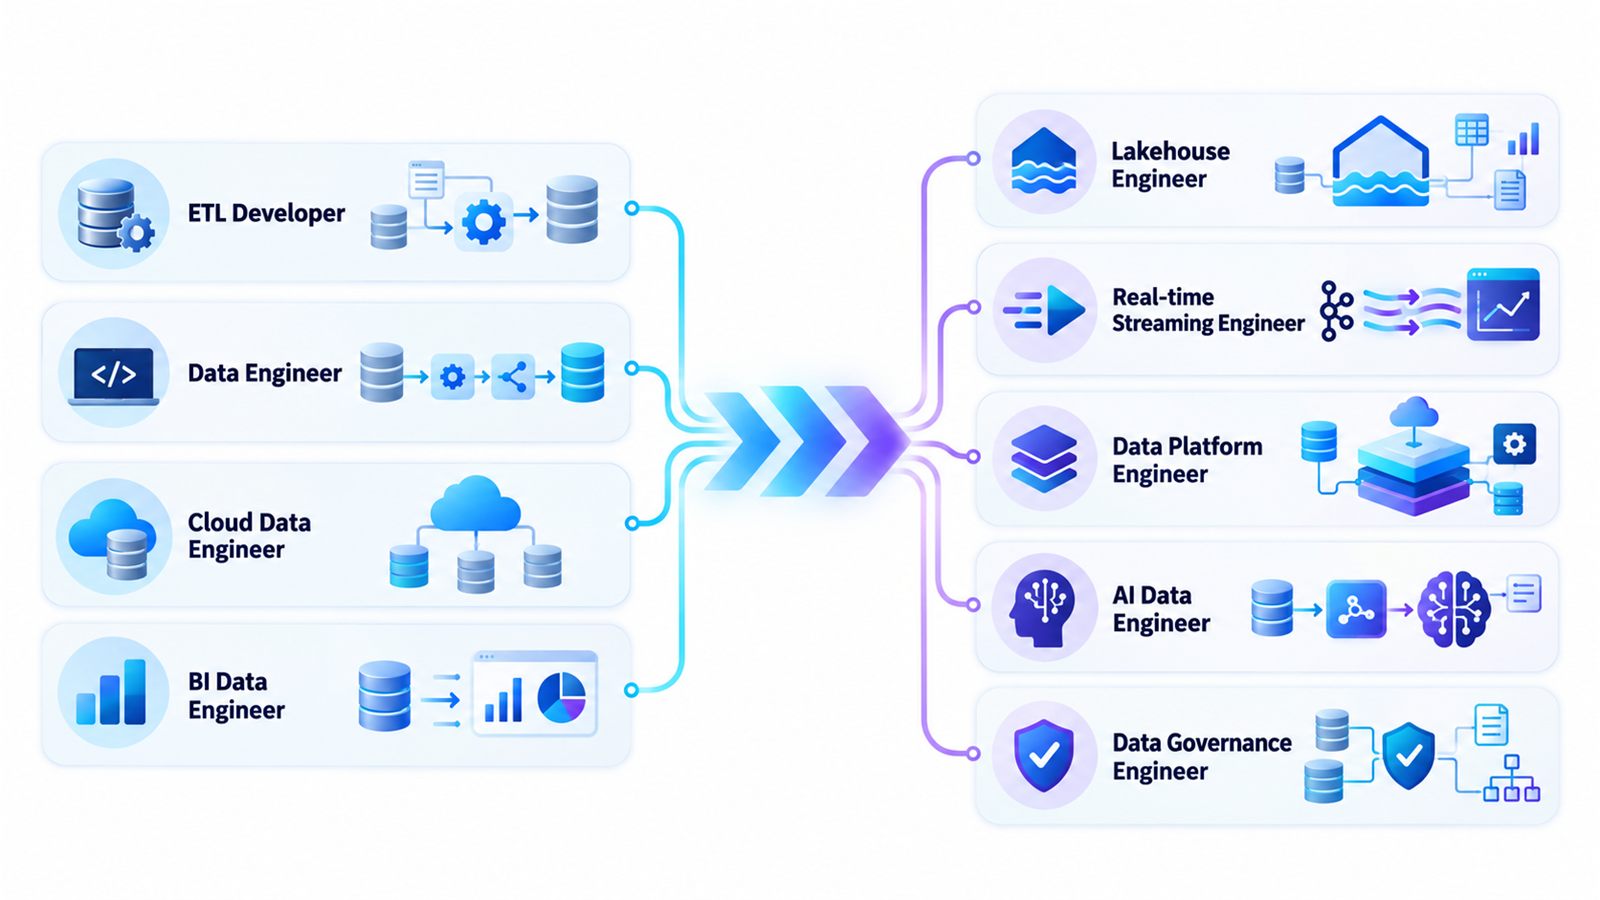 ETL Developer
</>
Data Engineer
Cloud Data
Engineer
BI Data
Engineer
Lakehouse
Engineer
Real-time
Streaming Engineer
Data Platform
Engineer
AI Data
Engineer
Data Governance
Engineer